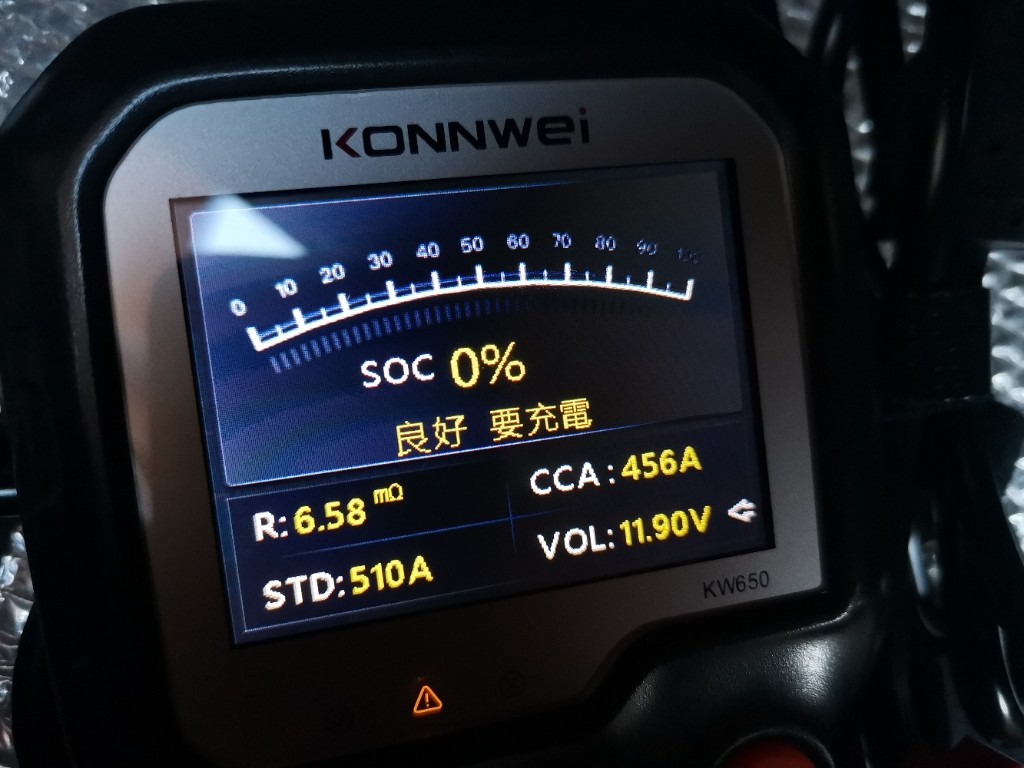 KONNWEI
0 10 20 30 40 50 60 70 80 90 100
SOC 0%
良好 要充電
R: 6.58 mΩ
CCA : 456A
STD: 510A
VOL: 11.90V
KW650